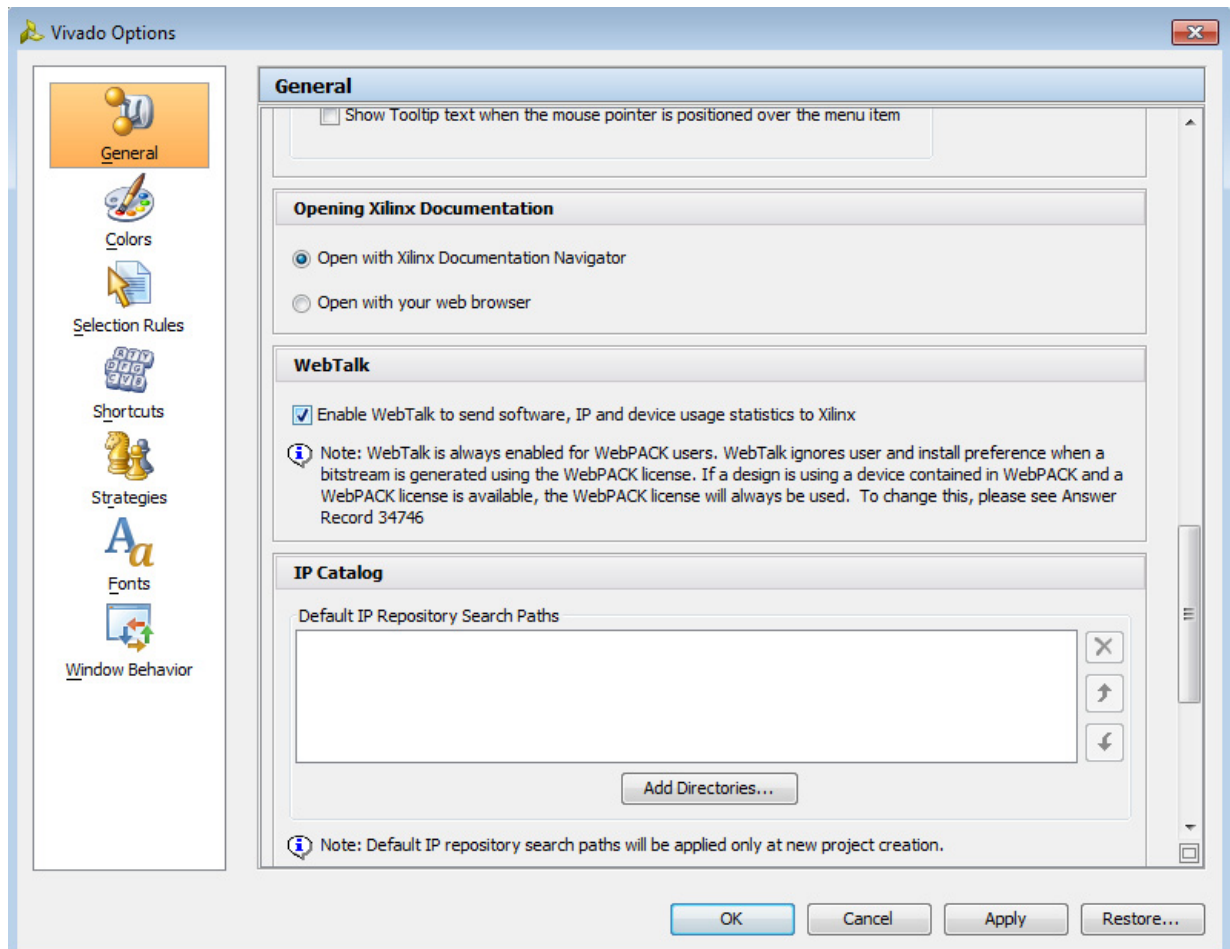 Vivado Options
General
Colors
Selection Rules
Shortcuts
Strategies
Fonts
Window Behavior
General
Show Tooltip text when the mouse pointer is positioned over the menu item
Opening Xilinx Documentation
Open with Xilinx Documentation Navigator
Open with your web browser
WebTalk
Enable WebTalk to send software, IP and device usage statistics to Xilinx
Note: WebTalk is always enabled for WebPACK users. WebTalk ignores user and install preference when a
bitstream is generated using the WebPACK license. If a design is using a device contained in WebPACK and a
WebPACK license is available, the WebPACK license will always be used.  To change this, please see Answer
Record 34746
IP Catalog
Default IP Repository Search Paths
Add Directories...
Note: Default IP repository search paths will be applied only at new project creation.
OK
Cancel
Apply
Restore...